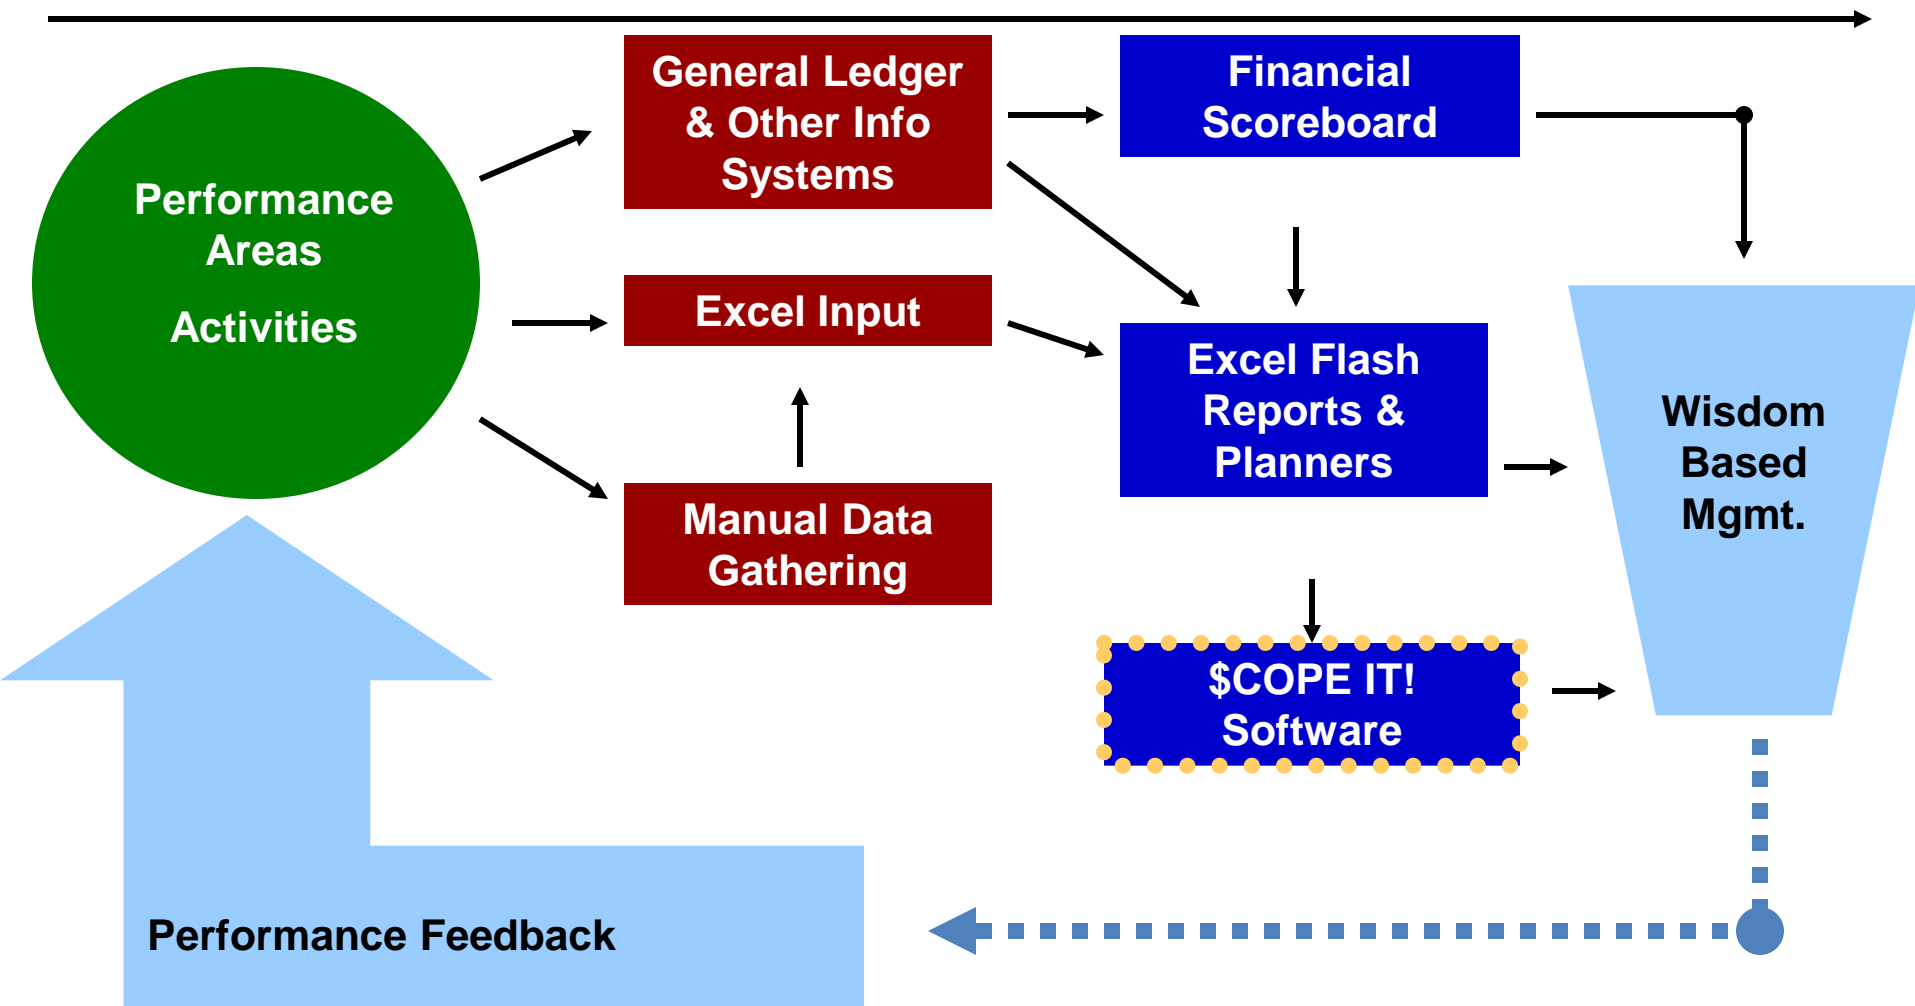 Performance
Areas
Activities
General Ledger
& Other Info
Systems
Excel Input
Manual Data
Gathering
Financial
Scoreboard
Excel Flash
Reports &
Planners
$COPE IT!
Software
Wisdom
Based
Mgmt.
Performance Feedback